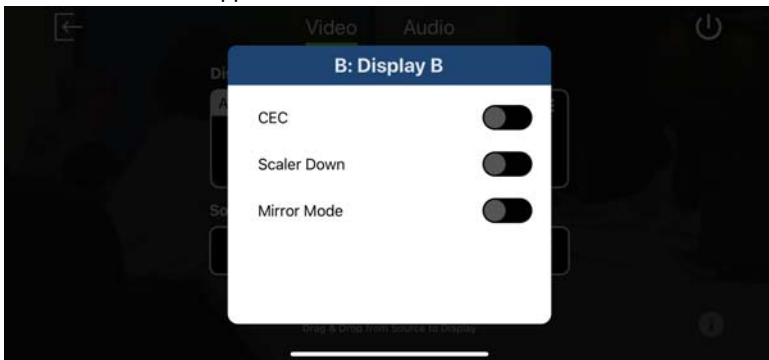 Video Audio
B: Display B
CEC
Scaler Down
Mirror Mode
Drag & Drop from Source to Display